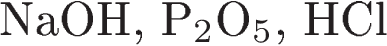 NaOH, P₂O₅, HCl